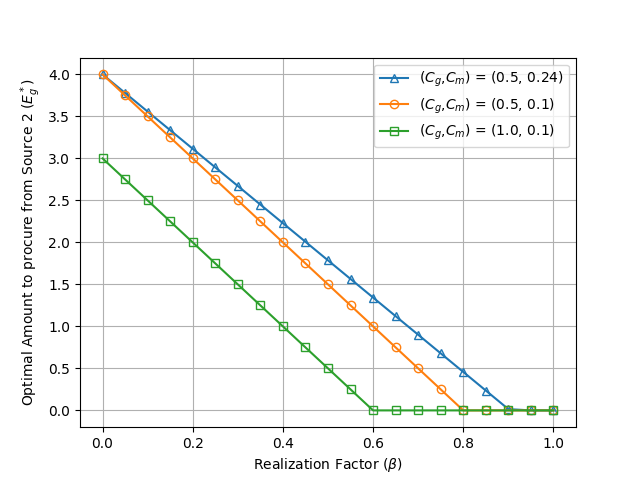 4.0
3.5
3.0
2.5
2.0
1.5
1.0
0.5
0.0
Optimal Amount to procure from Source 2 (E*g)
(Cg,Cm) = (0.5, 0.24)
(Cg,Cm) = (0.5, 0.1)
(Cg,Cm) = (1.0, 0.1)
0.0 0.2 0.4 0.6 0.8 1.0
Realization Factor (β)